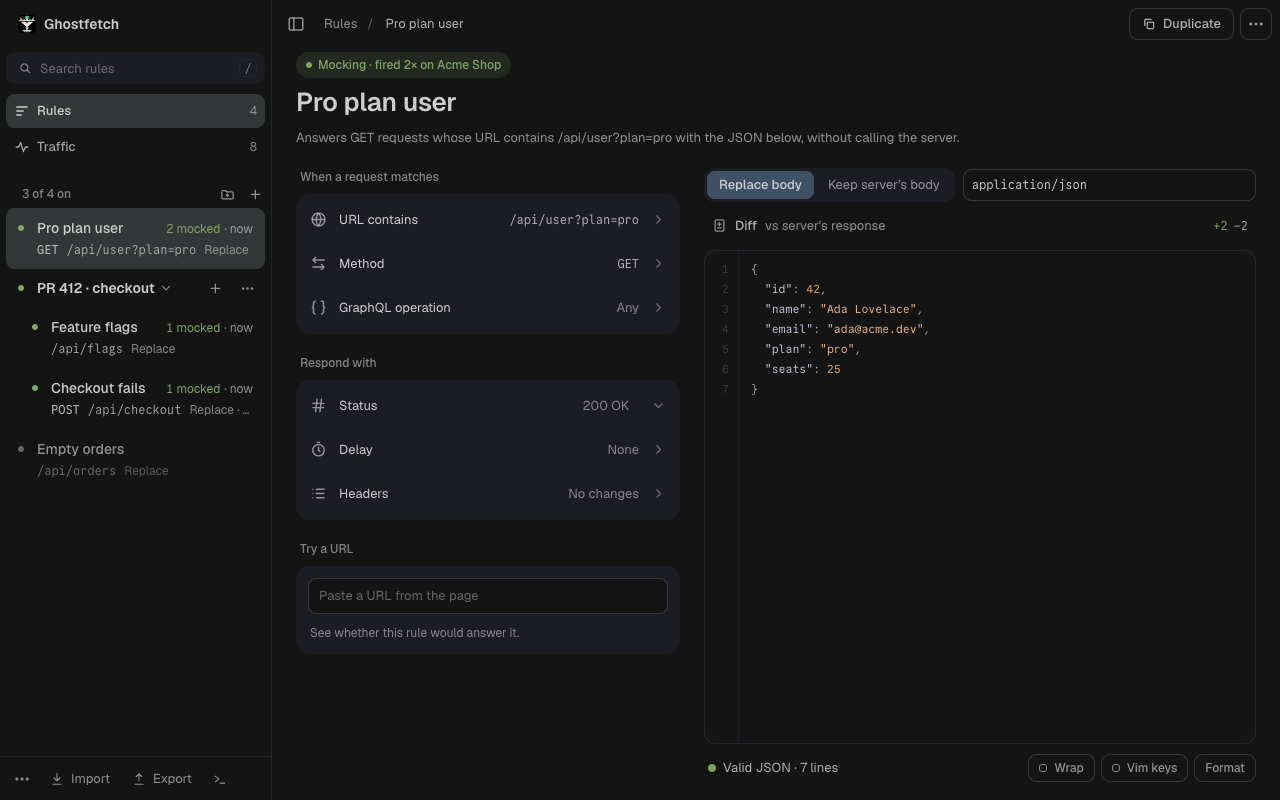 Ghostfetch
Search rules /
Rules 4
Traffic 8
3 of 4 on
Pro plan user 2 mocked · now
GET /api/user?plan=pro Replace
PR 412 · checkout
Feature flags 1 mocked · now
/api/flags Replace
Checkout fails 1 mocked · now
POST /api/checkout Replace · …
Empty orders
/api/orders Replace
Import Export
Rules / Pro plan user
Duplicate
Mocking · fired 2× on Acme Shop
Pro plan user
Answers GET requests whose URL contains /api/user?plan=pro with the JSON below, without calling the server.
When a request matches
URL contains /api/user?plan=pro
Method GET
GraphQL operation Any
Respond with
Status 200 OK
Delay None
Headers No changes
Try a URL
Paste a URL from the page
See whether this rule would answer it.
Replace body Keep server's body application/json
Diff vs server's response +2 −2
1 {
2 "id": 42,
3 "name": "Ada Lovelace",
4 "email": "ada@acme.dev",
5 "plan": "pro",
6 "seats": 25
7 }
Valid JSON · 7 lines
Wrap Vim keys Format